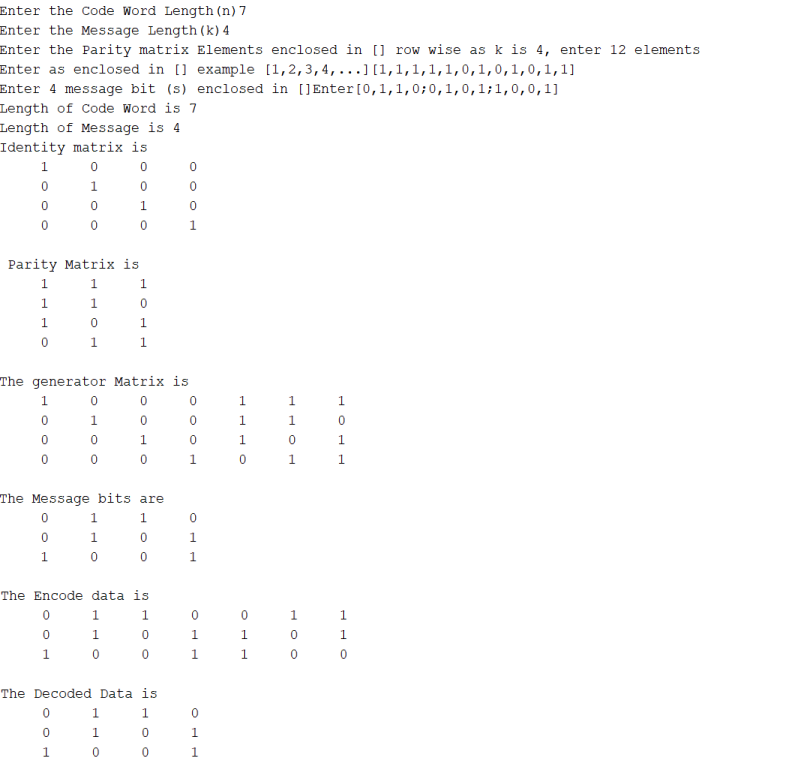 Enter the Code Word Length(n)7
Enter the Message Length(k)4
Enter the Parity matrix Elements enclosed in [] row wise as k is 4, enter 12 elements
Enter as enclosed in [] example [1,2,3,4,...][1,1,1,1,1,0,1,0,1,0,1,1]
Enter 4 message bit (s) enclosed in []Enter[0,1,1,0;0,1,0,1;1,0,0,1]
Length of Code Word is 7
Length of Message is 4
Identity matrix is
1 0 0 0
0 1 0 0
0 0 1 0
0 0 0 1
Parity Matrix is
1 1 1
1 1 0
1 0 1
0 1 1
The generator Matrix is
1 0 0 0 1 1 1
0 1 0 0 1 1 0
0 0 1 0 1 0 1
0 0 0 1 0 1 1
The Message bits are
0 1 1 0
0 1 0 1
1 0 0 1
The Encode data is
0 1 1 0 0 1 1
0 1 0 1 1 0 1
1 0 0 1 1 0 0
The Decoded Data is
0 1 1 0
0 1 0 1
1 0 0 1